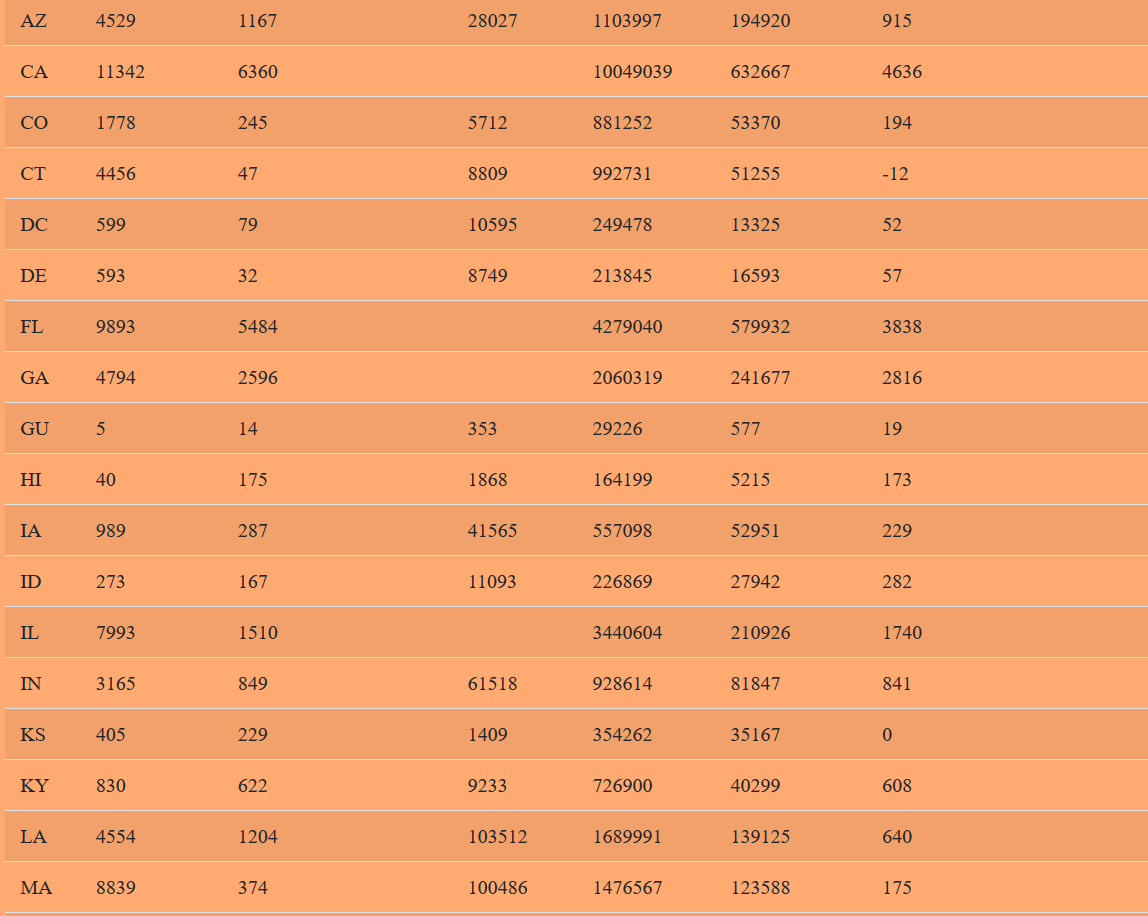 AZ 4529 1167 28027 1103997 194920 915
CA 11342 6360 10049039 632667 4636
CO 1778 245 5712 881252 53370 194
CT 4456 47 8809 992731 51255 -12
DC 599 79 10595 249478 13325 52
DE 593 32 8749 213845 16593 57
FL 9893 5484 4279040 579932 3838
GA 4794 2596 2060319 241677 2816
GU 5 14 353 29226 577 19
HI 40 175 1868 164199 5215 173
IA 989 287 41565 557098 52951 229
ID 273 167 11093 226869 27942 282
IL 7993 1510 3440604 210926 1740
IN 3165 849 61518 928614 81847 841
KS 405 229 1409 354262 35167 0
KY 830 622 9233 726900 40299 608
LA 4554 1204 103512 1689991 139125 640
MA 8839 374 100486 1476567 123588 175